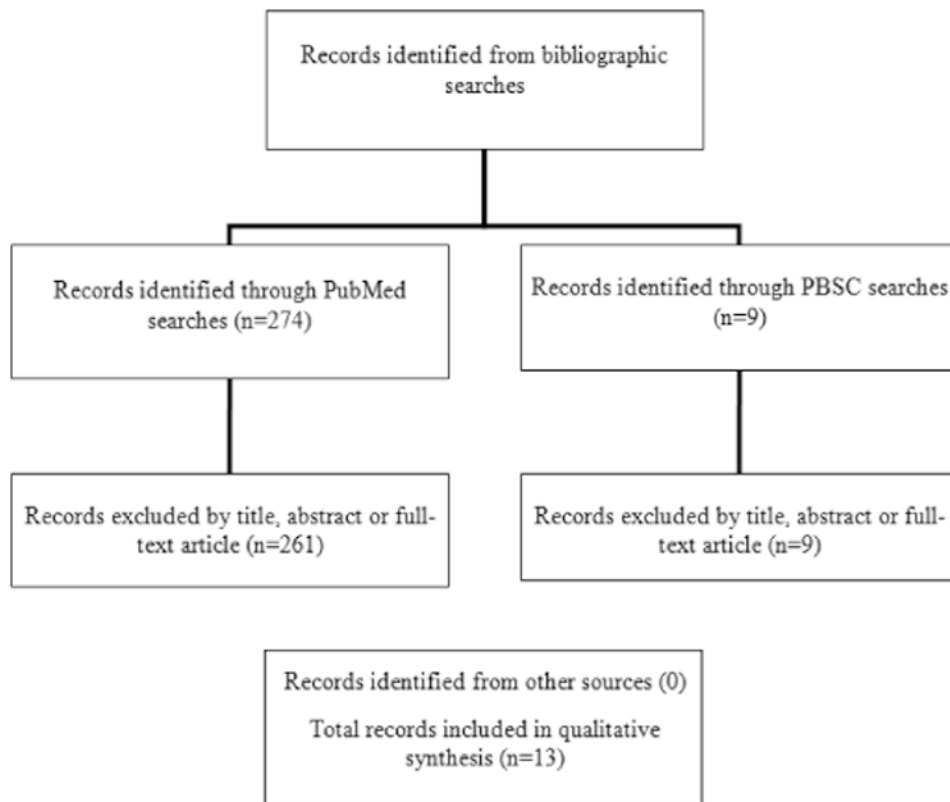 Records identified from bibliographic
searches
Records identified through PubMed
searches (n=274)
Records identified through PBSC searches
(n=9)
Records excluded by title, abstract or full-
text article (n=261)
Records excluded by title, abstract or full-
text article (n=9)
Records identified from other sources (0)
Total records included in qualitative
synthesis (n=13)